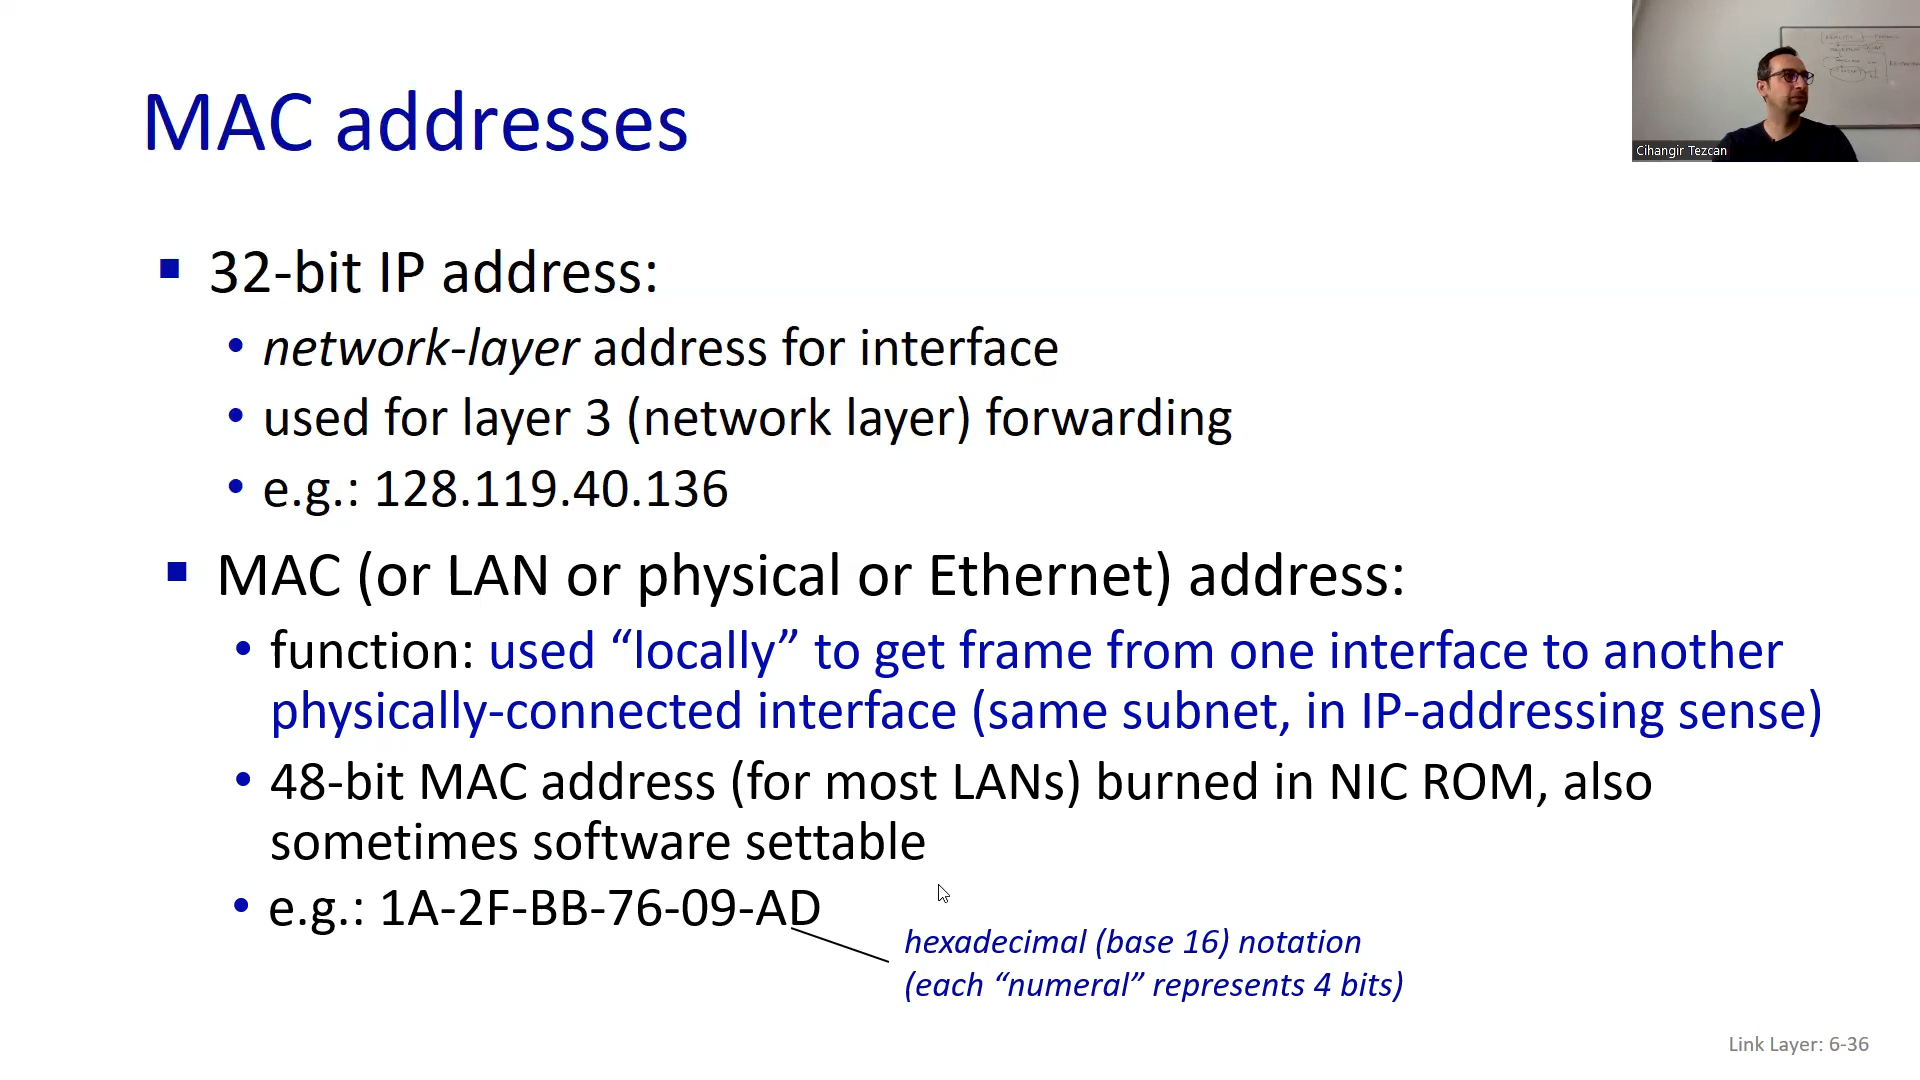 MAC addresses
Cihangir Tezcan
▪ 32-bit IP address:
• network-layer address for interface
• used for layer 3 (network layer) forwarding
• e.g.: 128.119.40.136
▪ MAC (or LAN or physical or Ethernet) address:
• function: used “locally” to get frame from one interface to another
physically-connected interface (same subnet, in IP-addressing sense)
• 48-bit MAC address (for most LANs) burned in NIC ROM, also
sometimes software settable
• e.g.: 1A-2F-BB-76-09-AD
hexadecimal (base 16) notation
(each “numeral” represents 4 bits)
Link Layer: 6-36